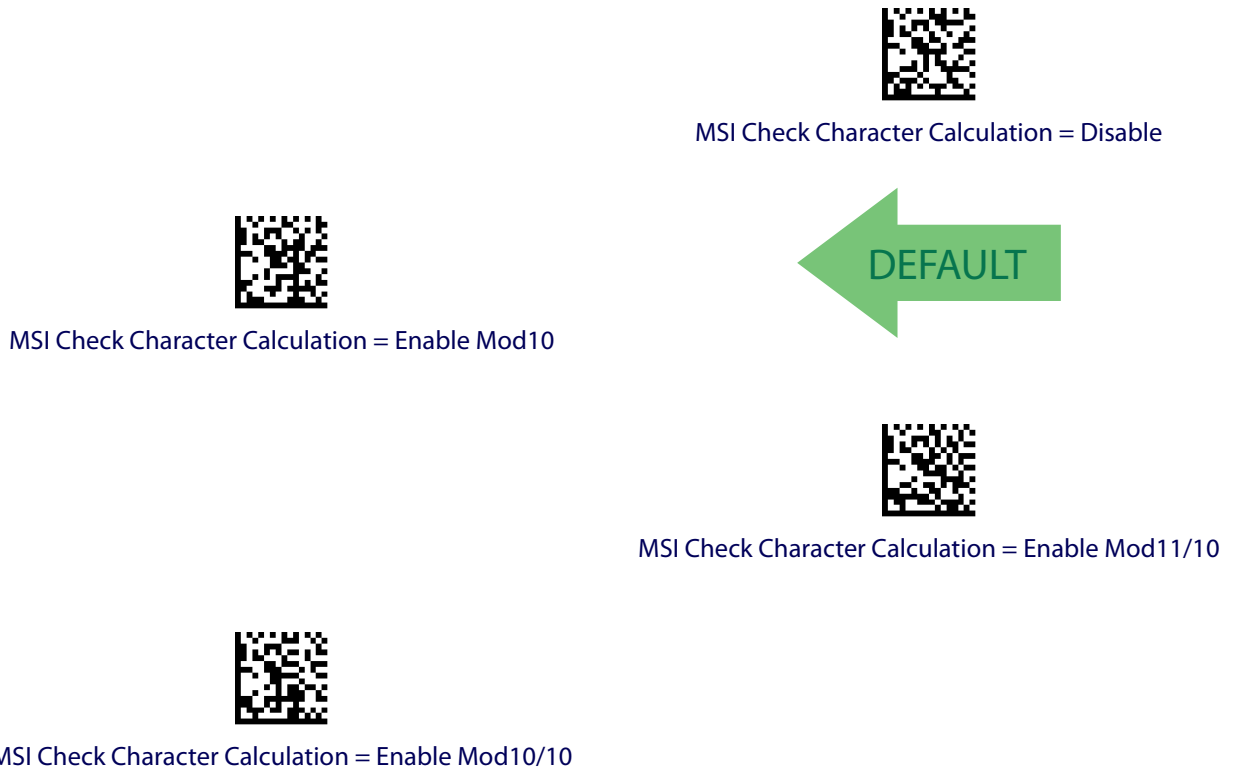 MSI Check Character Calculation = Disable
DEFAULT
MSI Check Character Calculation = Enable Mod10
MSI Check Character Calculation = Enable Mod11/10
MSI Check Character Calculation = Enable Mod10/10